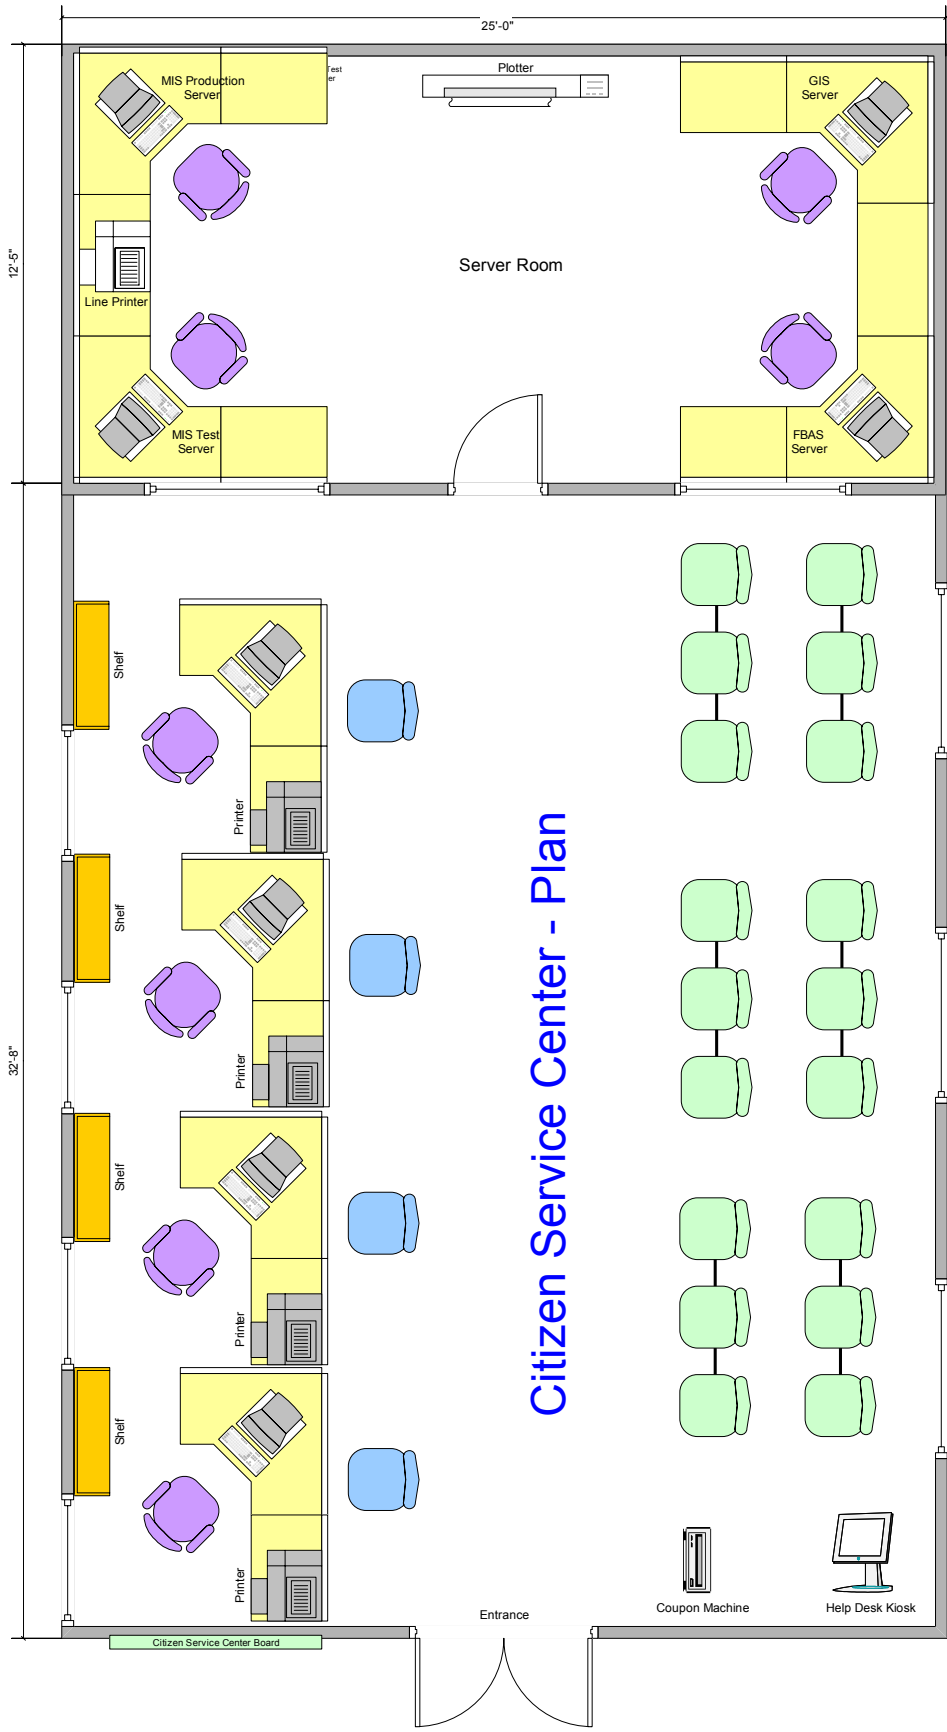 25'-0"
MIS Production
Server
Test
Plotter
GIS
Server
12'-5"
Server Room
Line Printer
MIS Test
Server
FBAS
Server
Shelf
Printer
Shelf
Printer
32'-8"
Citizen Service Center - Plan
Shelf
Printer
Shelf
Printer
Entrance
Coupon Machine
Help Desk Kiosk
Citizen Service Center Board